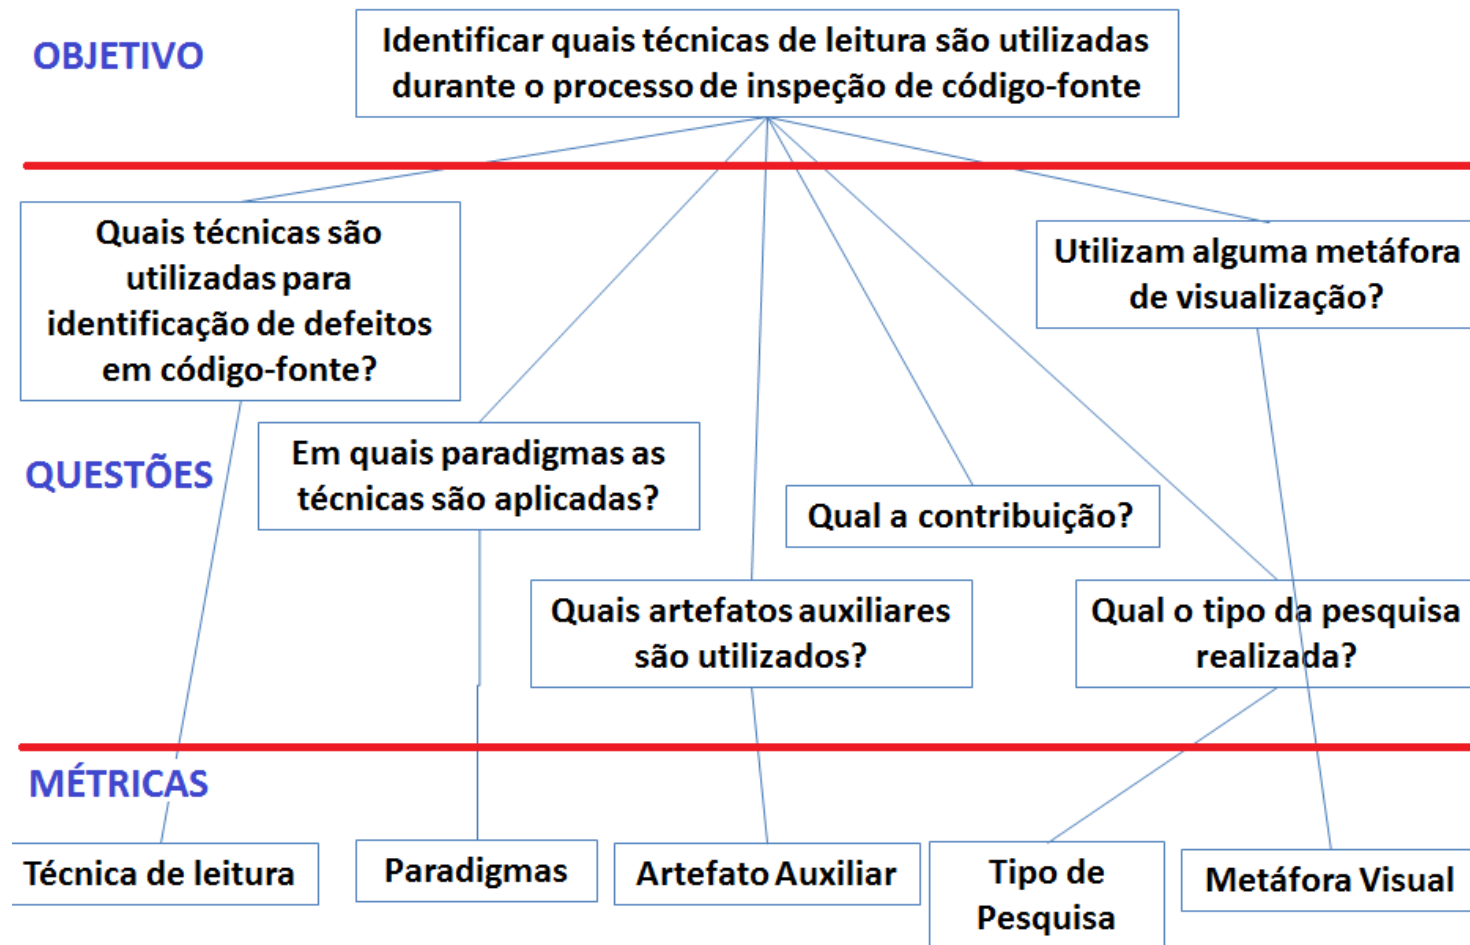 OBJETIVO
Identificar quais técnicas de leitura são utilizadas
durante o processo de inspeção de código-fonte
Quais técnicas são
utilizadas para
identificação de defeitos
em código-fonte?
Utilizam alguma metáfora
de visualização?
QUESTÕES
Em quais paradigmas as
técnicas são aplicadas?
Qual a contribuição?
Quais artefatos auxiliares
são utilizados?
Qual o tipo da pesquisa
realizada?
MÉTRICAS
Técnica de leitura
Paradigmas
Artefato Auxiliar
Tipo de
Pesquisa
Metáfora Visual